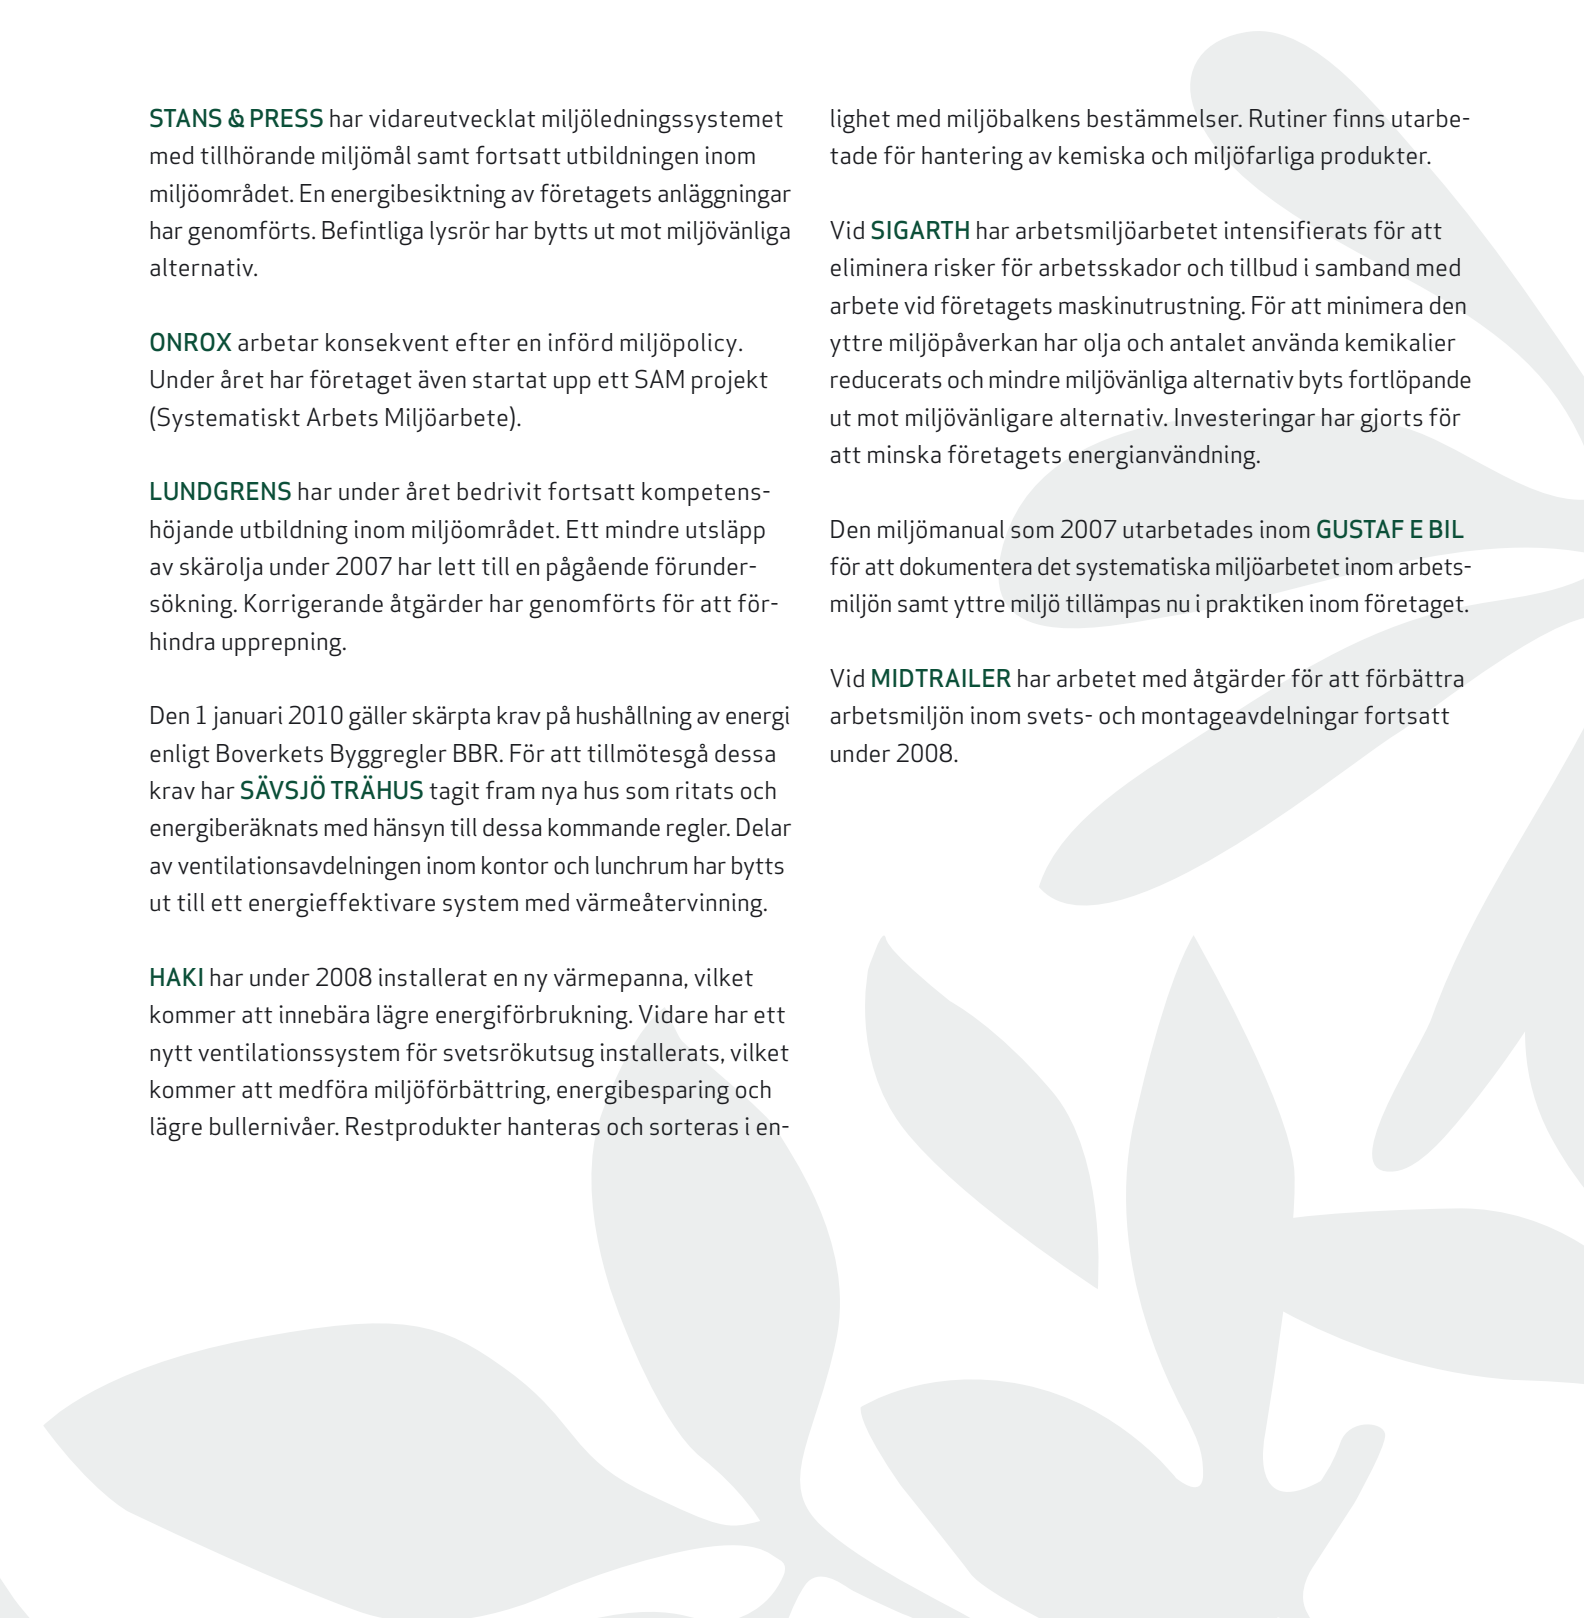 STANS & PRESS har vidareutvecklat miljöledningssystemet
med tillhörande miljömål samt fortsatt utbildningen inom
miljöområdet. En energibesiktning av företagets anläggningar
har genomförts. Befintliga lysrör har bytts ut mot miljövänliga
alternativ.
ONROX arbetar konsekvent efter en införd miljöpolicy.
Under året har företaget även startat upp ett SAM projekt
(Systematiskt Arbets Miljöarbete).
LUNDGRENS har under året bedrivit fortsatt kompetens-
höjande utbildning inom miljöområdet. Ett mindre utsläpp
av skärolja under 2007 har lett till en pågående förunder-
sökning. Korrigerande åtgärder har genomförts för att för-
hindra upprepning.
Den 1 januari 2010 gäller skärpta krav på hushållning av energi
enligt Boverkets Byggregler BBR. För att tillmötesgå dessa
krav har SÄVSJÖ TRÄHUS tagit fram nya hus som ritats och
energiberäknats med hänsyn till dessa kommande regler. Delar
av ventilationsavdelningen inom kontor och lunchrum har bytts
ut till ett energieffektivare system med värmeåtervinning.
HAKI har under 2008 installerat en ny värmepanna, vilket
kommer att innebära lägre energiförbrukning. Vidare har ett
nytt ventilationssystem för svetsrökutsug installerats, vilket
kommer att medföra miljöförbättring, energibesparing och
lägre bullernivåer. Restprodukter hanteras och sorteras i en-
lighet med miljöbalkens bestämmelser. Rutiner finns utarbe-
tade för hantering av kemiska och miljöfarliga produkter.
Vid SIGARTH har arbetsmiljöarbetet intensifierats för att
eliminera risker för arbetsskador och tillbud i samband med
arbete vid företagets maskinutrustning. För att minimera den
yttre miljöpåverkan har olja och antalet använda kemikalier
reducerats och mindre miljövänliga alternativ byts fortlöpande
ut mot miljövänligare alternativ. Investeringar har gjorts för
att minska företagets energianvändning.
Den miljömanual som 2007 utarbetades inom GUSTAF E BIL
för att dokumentera det systematiska miljöarbetet inom arbets-
miljön samt yttre miljö tillämpas nu i praktiken inom företaget.
Vid MIDTRAILER har arbetet med åtgärder för att förbättra
arbetsmiljön inom svets- och montageavdelningar fortsatt
under 2008.